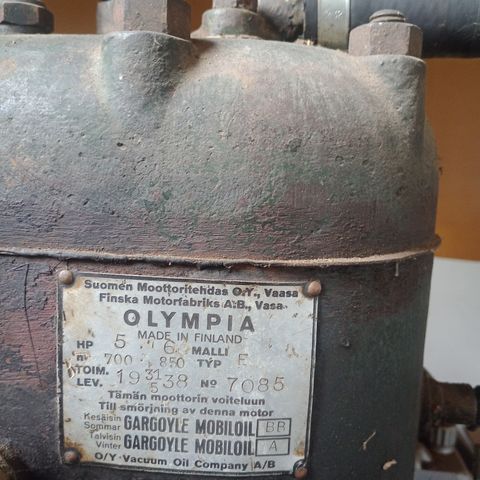 Suomen Moottoritehdas O.Y., Vaasa
Finska Motorfabriks A.B., Vasa
OLYMPIA
MADE IN FINLAND
HP 5 6 MALLI
n° 700 850 TYP E
TOIM. LEV. 19 31/5 38 No 7085
Tämän moottorin voiteluun
Till smörjning av denna motor
Kesäisin Sommar GARGOYLE MOBILOIL BB
Talvisin Vinter GARGOYLE MOBILOIL A
O/Y Vacuum Oil Company A/B